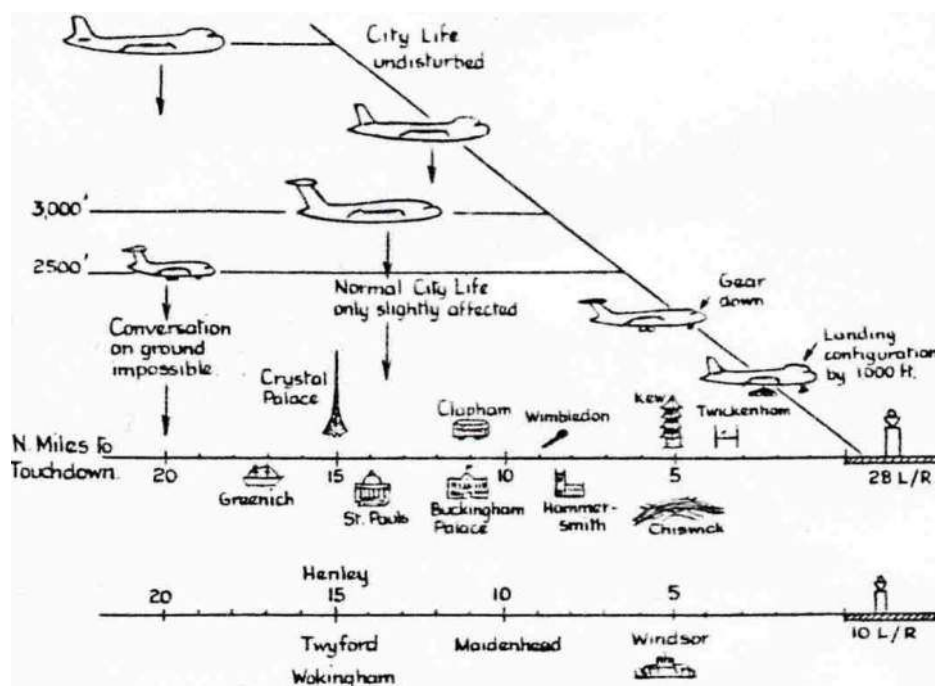 City Life
undisturbed
3,000'
2500'
Normal City Life
only slightly affected
Gear
down
Conversation
on ground
impossible
Landing
configuration
by 1000 ft.
Crystal
Palace
Clapham
Wimbledon
Kew
Twickenham
N. Miles to
Touchdown
20
15
10
5
28 L/R
Greenich
St. Pauls
Buckingham
Palace
Hammer-
smith
Chiswick
Henley
20
15
10
5
10 L/R
Twyford
Wokingham
Maidenhead
Windsor